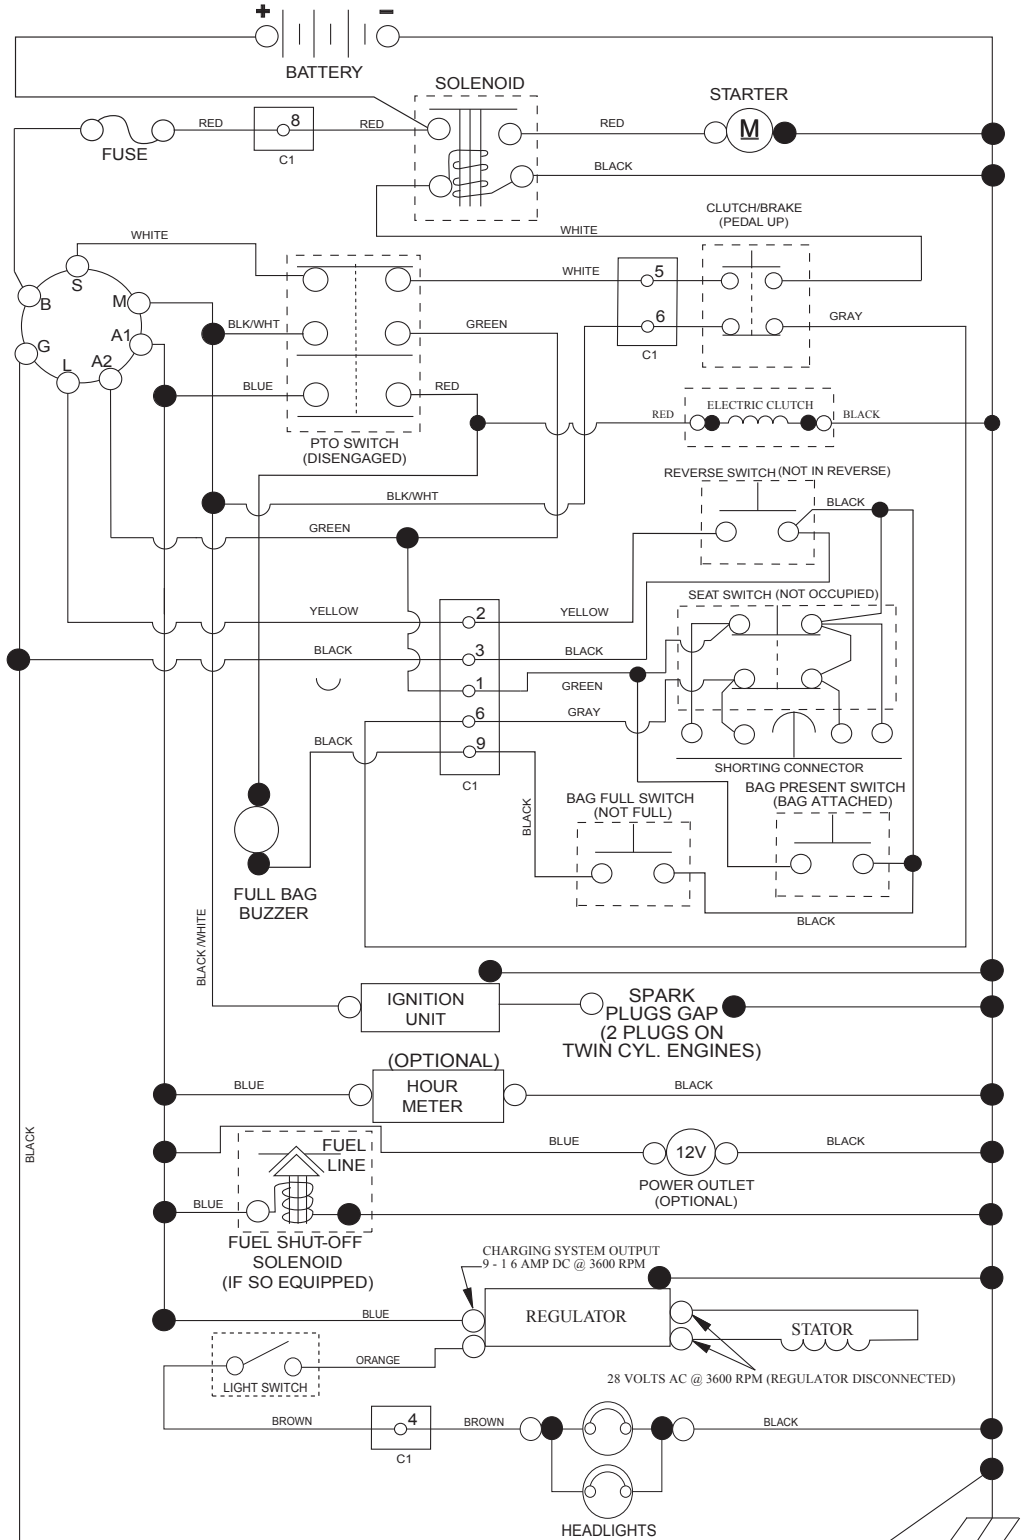 + −
BATTERY
SOLENOID
STARTER
M
RED
8
RED
RED
FUSE
C1
BLACK
CLUTCH/BRAKE
(PEDAL UP)
WHITE
WHITE
S
WHITE
5
B
M
BLK/WHT
GREEN
6
GRAY
A1
G
C1
L
A2
BLUE
RED
RED
ELECTRIC CLUTCH
BLACK
PTO SWITCH
(DISENGAGED)
REVERSE SWITCH (NOT IN REVERSE)
BLK/WHT
BLACK
GREEN
SEAT SWITCH (NOT OCCUPIED)
YELLOW
2
YELLOW
BLACK
3
BLACK
1
GREEN
6
GRAY
BLACK
9
SHORTING CONNECTOR
C1
BAG PRESENT SWITCH
(BAG ATTACHED)
BAG FULL SWITCH
(NOT FULL)
BLACK
FULL BAG
BUZZER
BLACK
BLACK /WHITE
IGNITION
UNIT
SPARK
PLUGS GAP
(2 PLUGS ON
TWIN CYL. ENGINES)
(OPTIONAL)
BLUE
HOUR
METER
BLACK
BLACK
FUEL
LINE
BLUE
12V
BLACK
POWER OUTLET
(OPTIONAL)
BLUE
FUEL SHUT-OFF
SOLENOID
(IF SO EQUIPPED)
CHARGING SYSTEM OUTPUT
9 - 1 6 AMP DC @ 3600 RPM
BLUE
REGULATOR
STATOR
ORANGE
LIGHT SWITCH
28 VOLTS AC @ 3600 RPM (REGULATOR DISCONNECTED)
BROWN
4
BROWN
BLACK
C1
HEADLIGHTS